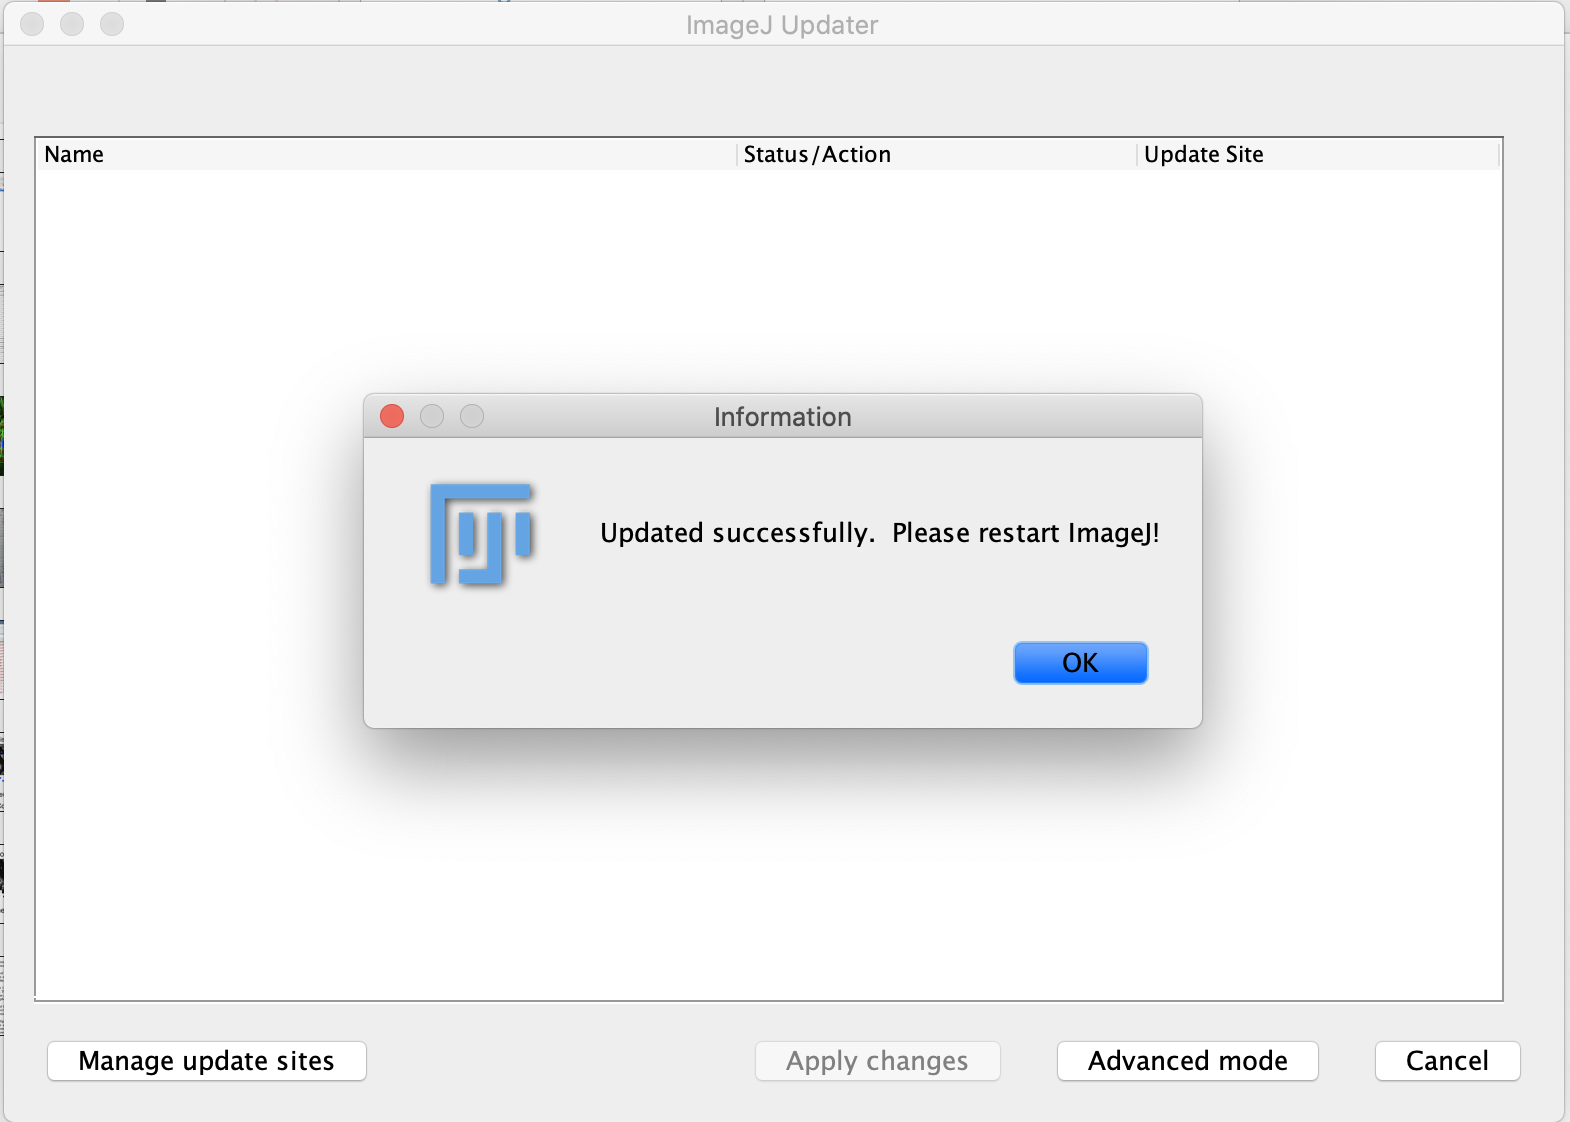 ImageJ Updater
Name Status/Action Update Site
Information
Updated successfully.  Please restart ImageJ!
OK
Manage update sites Apply changes Advanced mode Cancel